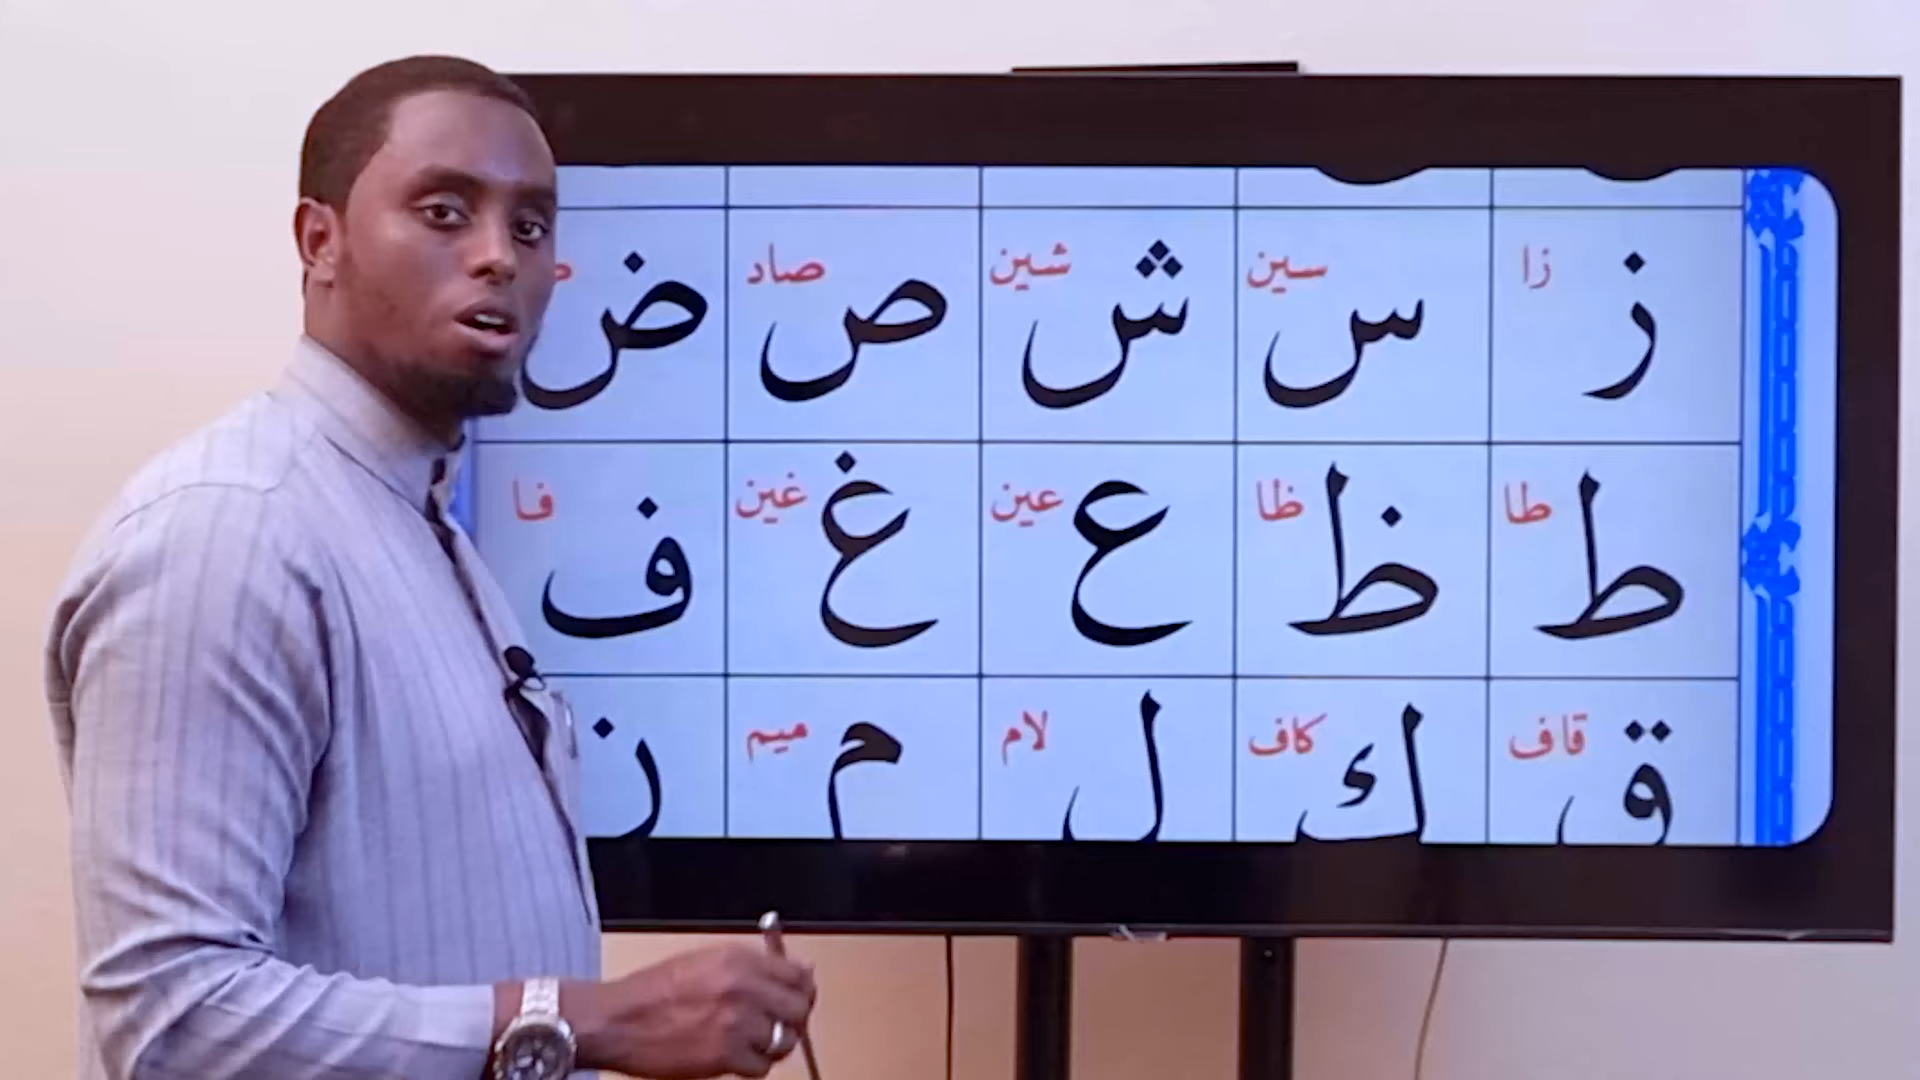 ز زا س سين ش شين ص صاد ض
ط طا ظ ظا ع عين غ غين ف فا
ق قاف ك كاف ل لام م ميم ن